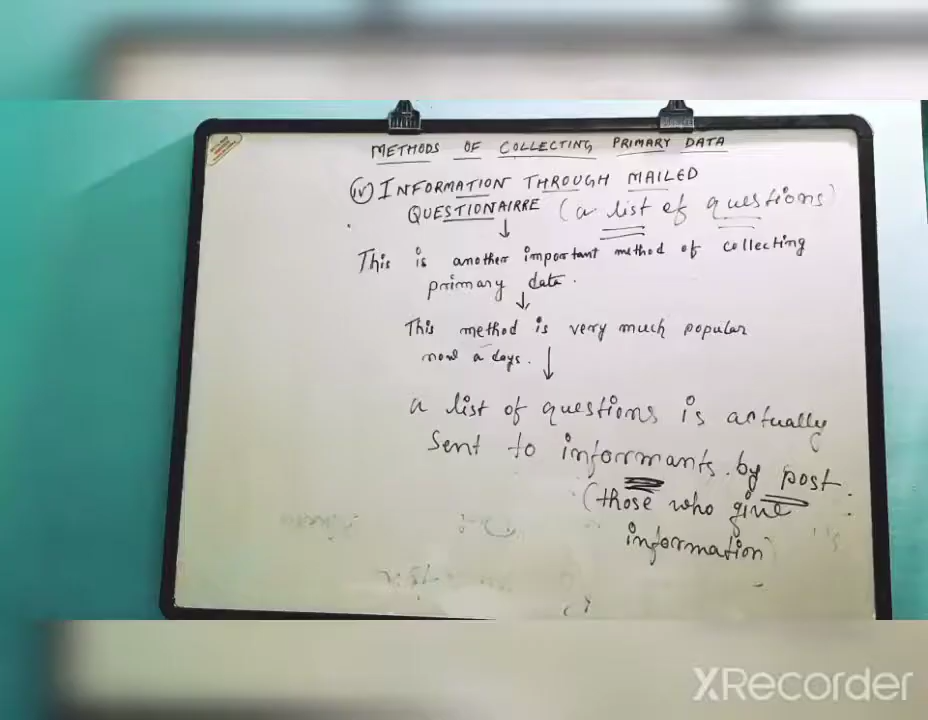 METHODS OF COLLECTING PRIMARY DATA
(iv) INFORMATION THROUGH MAILED
QUESTIONAIRRE (a list of questions)
This is another important method of collecting
primary data.
This method is very much popular
now a days.
a list of questions is actually
sent to informants by post.
(those who give
information)
XRecorder